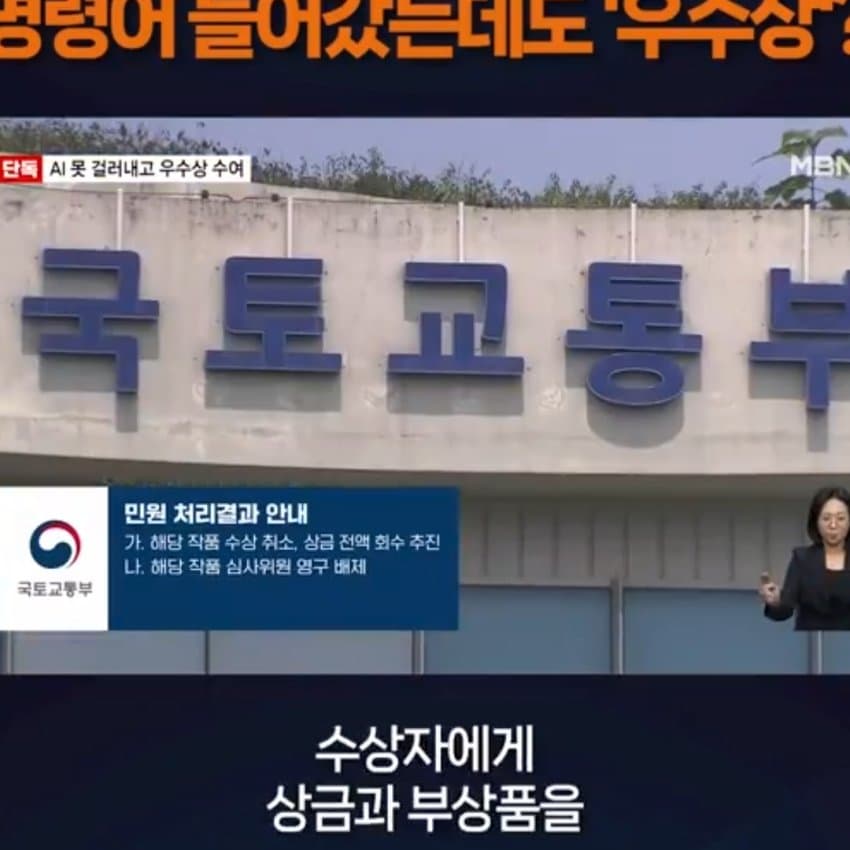 명령어 들어갔는데도 '우수상'?
단독 AI 못 걸러내고 우수상 수여
MBN
국토교통부
민원 처리결과 안내
가. 해당 작품 수상 취소, 상금 전액 회수 추진
나. 해당 작품 심사위원 영구 배제
국토교통부
수상자에게
상금과 부상품을